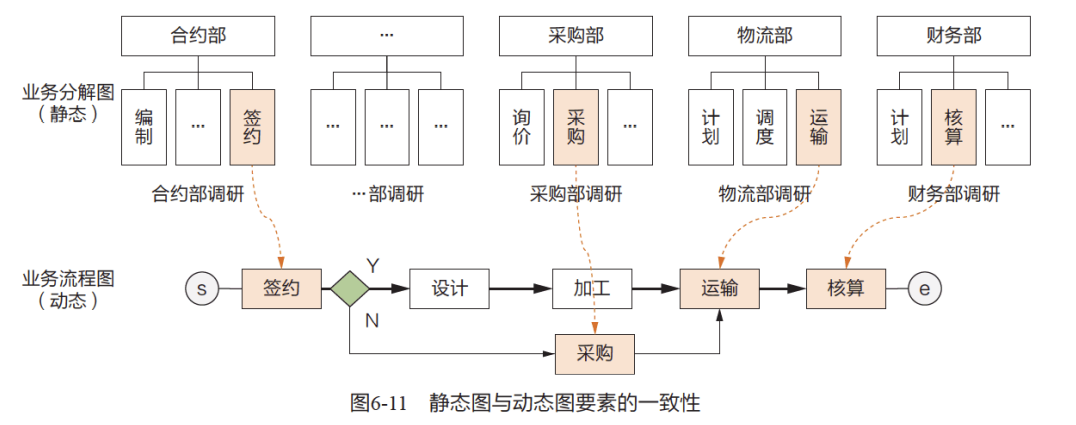 合约部
…
采购部
物流部
财务部
业务分解图
（静态）
编制
…
签约
…
…
…
询价
采购
…
计划
调度
运输
计划
核算
…
合约部调研
…部调研
采购部调研
物流部调研
财务部调研
业务流程图
（动态）
s
签约
Y
N
设计
加工
运输
核算
e
采购
图6-11 静态图与动态图要素的一致性